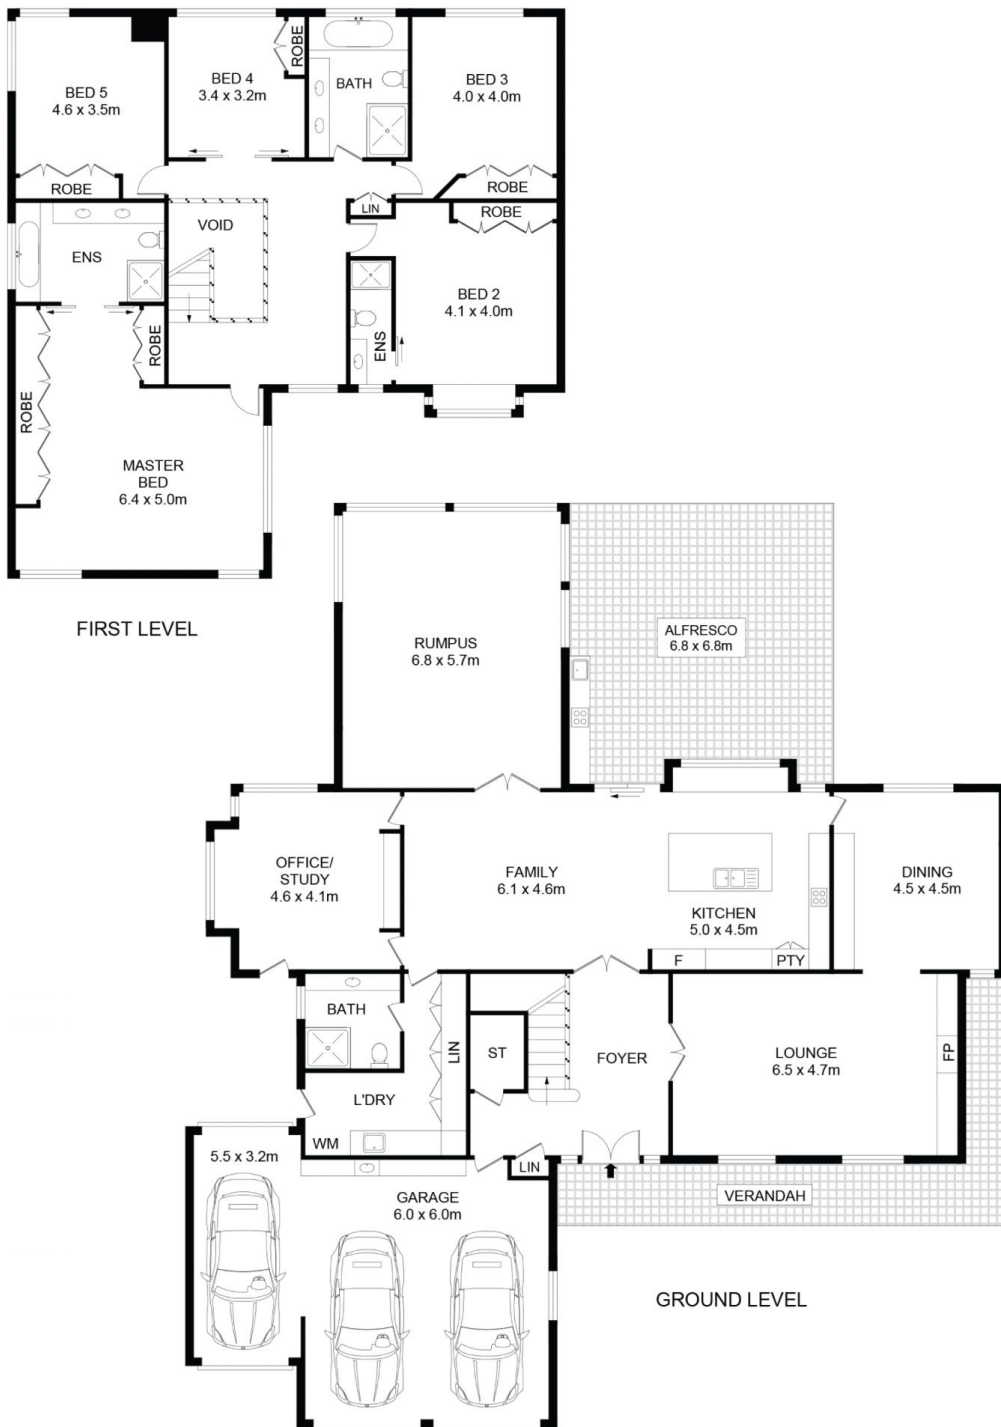 BED 5
4.6 x 3.5m
ROBE
BED 4
3.4 x 3.2m
ROBE
BATH
BED 3
4.0 x 4.0m
ROBE
LIN
ROBE
VOID
ENS
BED 2
4.1 x 4.0m
ENS
ROBE
ROBE
MASTER
BED
6.4 x 5.0m
FIRST LEVEL
RUMPUS
6.8 x 5.7m
ALFRESCO
6.8 x 6.8m
OFFICE/
STUDY
4.6 x 4.1m
FAMILY
6.1 x 4.6m
KITCHEN
5.0 x 4.5m
F
PTY
DINING
4.5 x 4.5m
BATH
LIN
ST
FOYER
LOUNGE
6.5 x 4.7m
FP
L'DRY
WM
LIN
5.5 x 3.2m
GARAGE
6.0 x 6.0m
VERANDAH
GROUND LEVEL